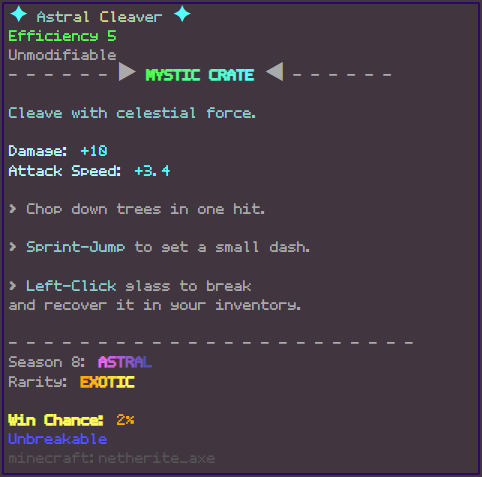 ✦ Astral Cleaver ✦
Efficiency 5
Unmodifiable
- - - - - - ▶ MYSTIC CRATE ◀ - - - - - -
Cleave with celestial force.
Damage: +10
Attack Speed: +3.4
> Chop down trees in one hit.
> Sprint-Jump to get a small dash.
> Left-Click glass to break
and recover it in your inventory.
- - - - - - - - - - - - - - - - - - - - - - - -
Season 8: ASTRAL
Rarity: EXOTIC
Win Chance: 2%
Unbreakable
minecraft:netherite_axe